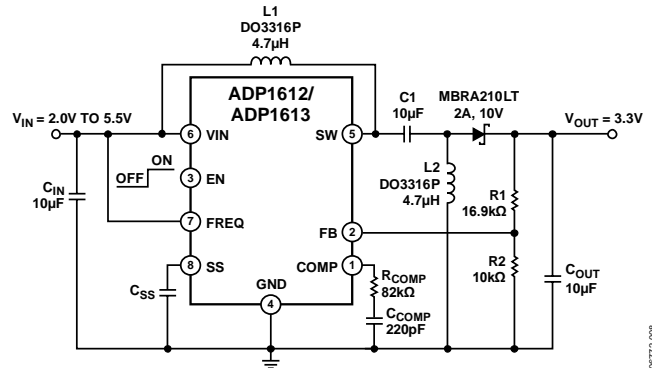 L1
DO3316P
4.7µH
ADP1612/
ADP1613
VIN = 2.0V TO 5.5V
6 VIN
SW 5
C1
10µF
MBRA210LT
2A, 10V
VOUT = 3.3V
ON
OFF
3 EN
CIN
10µF
7 FREQ
L2
DO3316P
4.7µH
R1
16.9kΩ
FB 2
8 SS
COMP 1
CSS
GND
4
RCOMP
82kΩ
CCOMP
220pF
R2
10kΩ
COUT
10µF